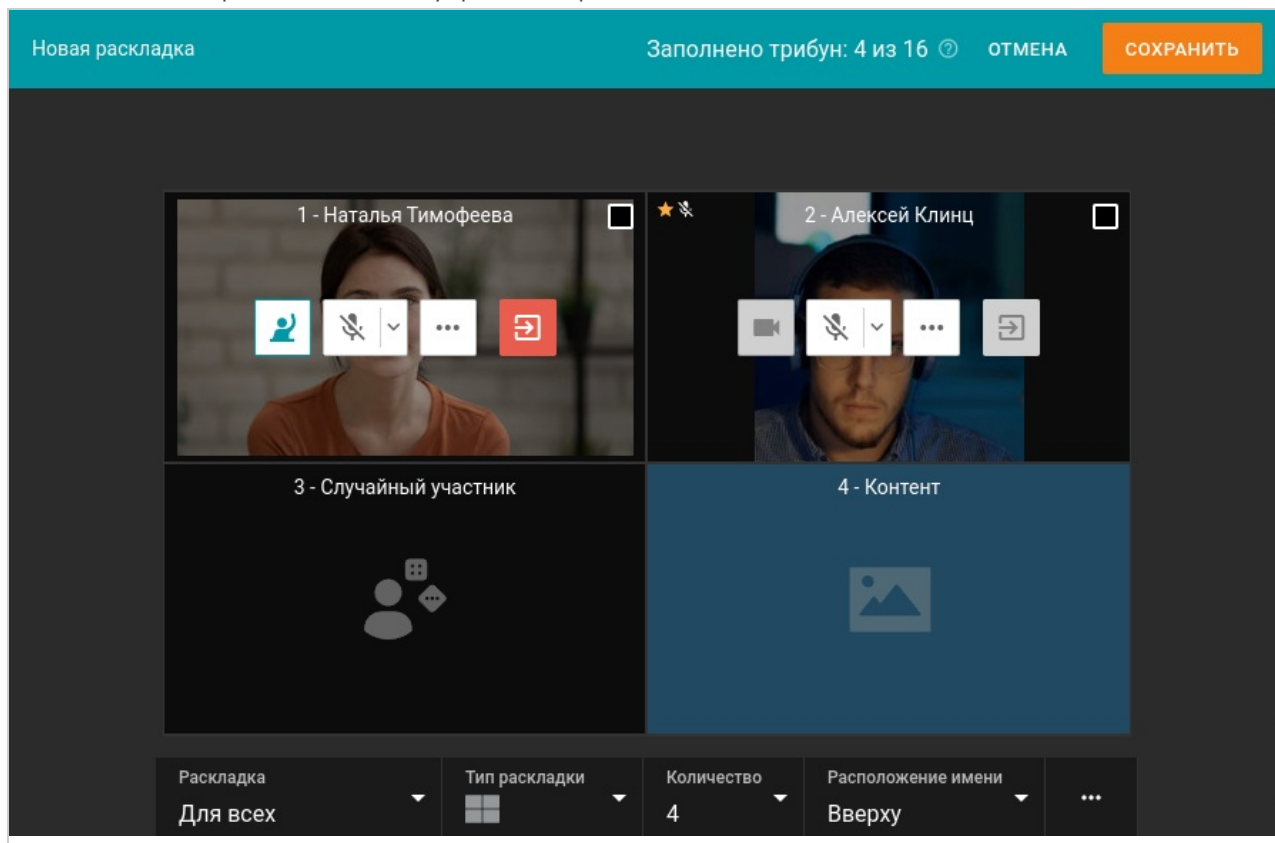 Новая раскладка
Заполнено трибун: 4 из 16
ОТМЕНА
СОХРАНИТЬ
1 - Наталья Тимофеева
2 - Алексей Клинц
3 - Случайный участник
4 - Контент
Раскладка
Для всех
Тип раскладки
Количество
4
Расположение имени
Вверху